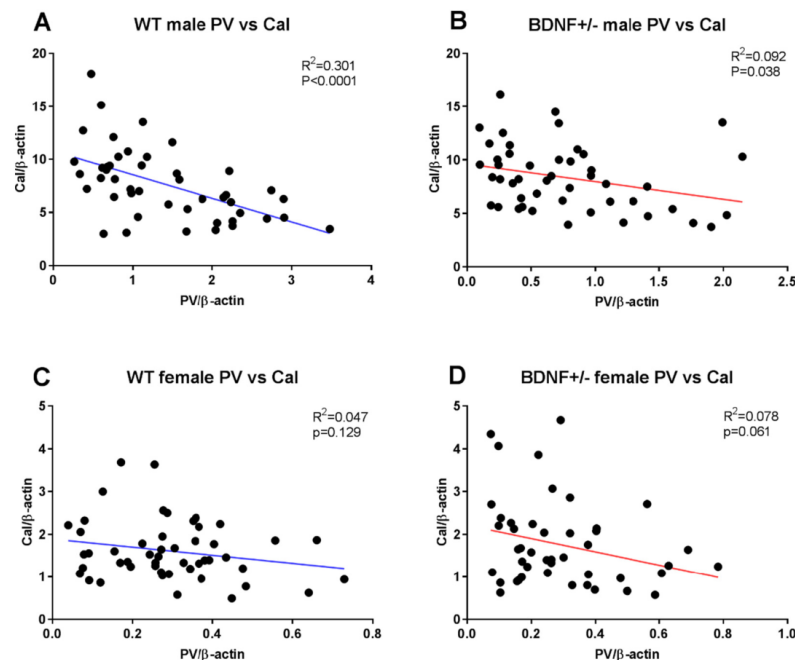 A
WT male PV vs Cal
R²=0.301
P<0.0001
Cal/β-actin
20
15
10
5
0
0 1 2 3 4
PV/β-actin
B
BDNF+/- male PV vs Cal
R²=0.092
P=0.038
Cal/β-actin
20
15
10
5
0
0.0 0.5 1.0 1.5 2.0 2.5
PV/β-actin
C
WT female PV vs Cal
R²=0.047
p=0.129
Cal/β-actin
5
4
3
2
1
0
0.0 0.2 0.4 0.6 0.8
PV/β-actin
D
BDNF+/- female PV vs Cal
R²=0.078
p=0.061
Cal/β-actin
5
4
3
2
1
0
0.0 0.2 0.4 0.6 0.8 1.0
PV/β-actin